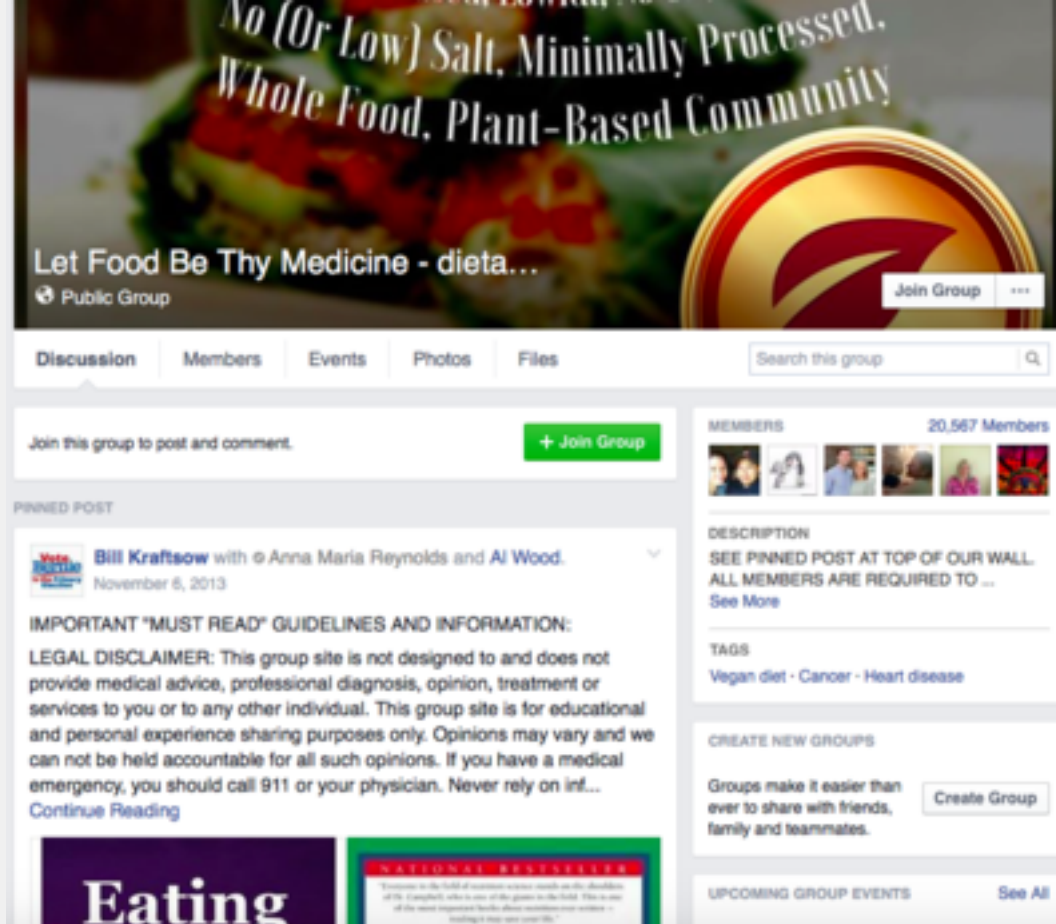 No (Or Low) Salt, Minimally Processed,
Whole Food, Plant-Based Community
Let Food Be Thy Medicine - dieta...
Public Group
Join Group ...
Discussion Members Events Photos Files
Search this group
Join this group to post and comment.
+ Join Group
PINNED POST
Bill Kraftsow with Anna Maria Reynolds and Al Wood.
November 6, 2013
IMPORTANT "MUST READ" GUIDELINES AND INFORMATION:
LEGAL DISCLAIMER: This group site is not designed to and does not
provide medical advice, professional diagnosis, opinion, treatment or
services to you or to any other individual. This group site is for educational
and personal experience sharing purposes only. Opinions may vary and we
can not be held accountable for all such opinions. If you have a medical
emergency, you should call 911 or your physician. Never rely on inf...
Continue Reading
Eating
NATIONAL BESTSELLER
MEMBERS 20,567 Members
DESCRIPTION
SEE PINNED POST AT TOP OF OUR WALL.
ALL MEMBERS ARE REQUIRED TO ...
See More
TAGS
Vegan diet · Cancer · Heart disease
CREATE NEW GROUPS
Groups make it easier than
ever to share with friends,
family and teammates.
Create Group
UPCOMING GROUP EVENTS See All